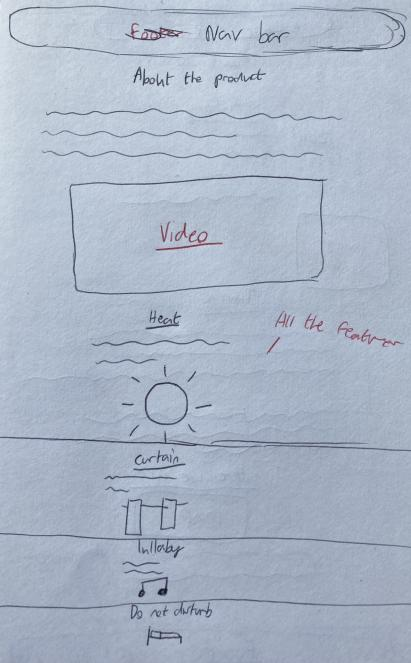 Footer Nav bar
About the product
Video
Heat
All the features
Curtain
lullaby
Do not disturb